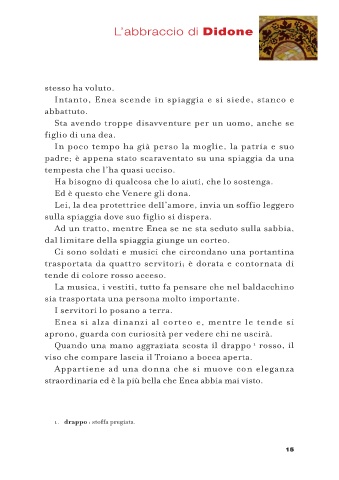 L'abbraccio di Didone
stesso ha voluto.
Intanto, Enea scende in spiaggia e si siede, stanco e
abbattuto.
Sta avendo troppe disavventure per un uomo, anche se
figlio di una dea.
In poco tempo ha già perso la moglie, la patria e suo
padre; è appena stato scaraventato su una spiaggia da una
tempesta che l'ha quasi ucciso.
Ha bisogno di qualcosa che lo aiuti, che lo sostenga.
Ed è questo che Venere gli dona.
Lei, la dea protettrice dell'amore, invia un soffio leggero
sulla spiaggia dove suo figlio si dispera.
Ad un tratto, mentre Enea se ne sta seduto sulla sabbia,
dal limitare della spiaggia giunge un corteo.
Ci sono soldati e musici che circondano una portantina
trasportata da quattro servitori; è dorata e contornata di
tende di colore rosso acceso.
La musica, i vestiti, tutto fa pensare che nel baldacchino
sia trasportata una persona molto importante.
I servitori lo posano a terra.
Enea si alza dinanzi al corteo e, mentre le tende si
aprono, guarda con curiosità per vedere chi ne uscirà.
Quando una mano aggraziata scosta il drappo¹ rosso, il
viso che compare lascia il Troiano a bocca aperta.
Appartiene ad una donna che si muove con eleganza
straordinaria ed è la più bella che Enea abbia mai visto.
1. drappo : stoffa pregiata.
15